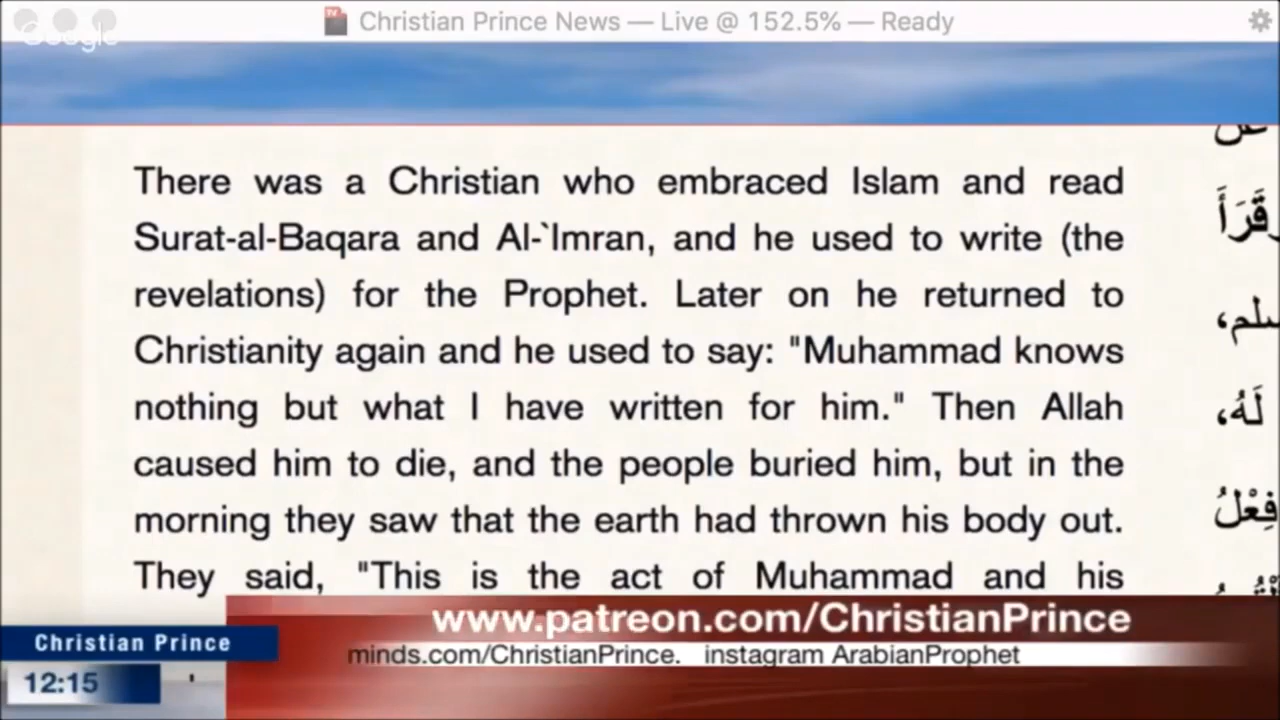 Christian Prince News — Live @ 152.5% — Ready
Google
There was a Christian who embraced Islam and read
Surat-al-Baqara and Al-`Imran, and he used to write (the
revelations) for the Prophet. Later on he returned to
Christianity again and he used to say: "Muhammad knows
nothing but what I have written for him." Then Allah
caused him to die, and the people buried him, but in the
morning they saw that the earth had thrown his body out.
They said, "This is the act of Muhammad and his
لَهُ،
www.patreon.com/ChristianPrince
minds.com/ChristianPrince. instagram ArabianProphet
Christian Prince
12:15